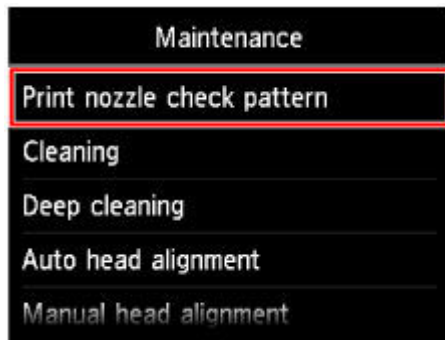 Maintenance
Print nozzle check pattern
Cleaning
Deep cleaning
Auto head alignment
Manual head alignment